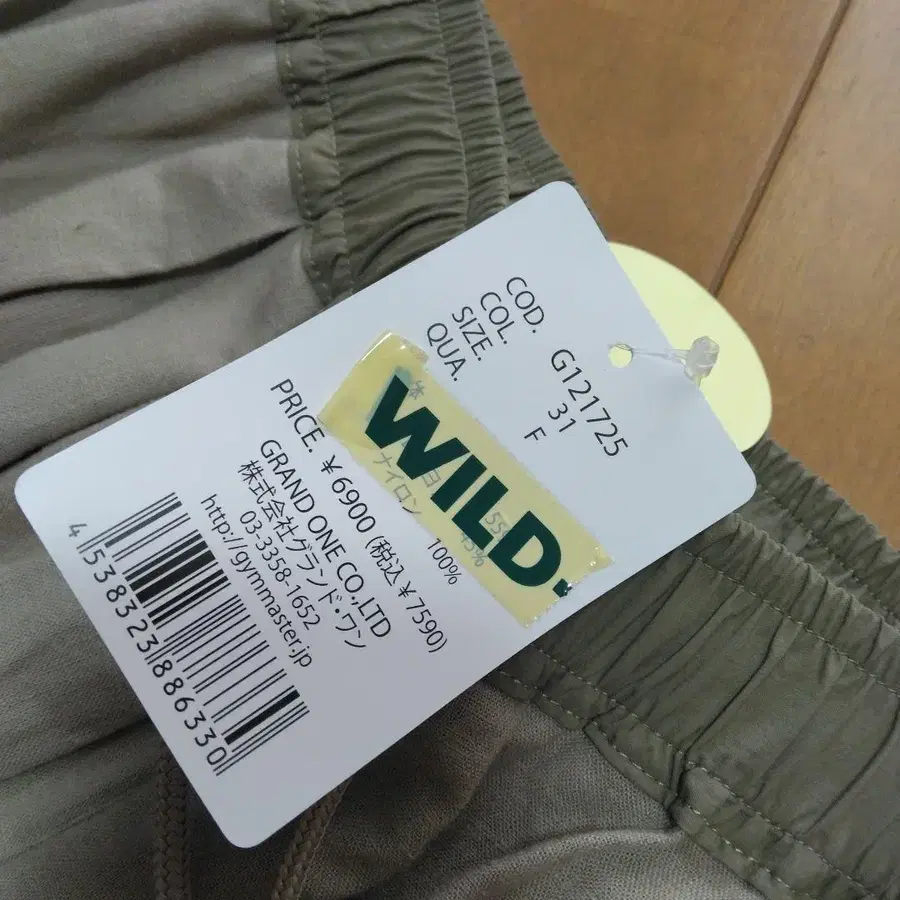 COD. G121725
COL. 31
SIZE. F
QUA.
55%
ナイロン 45%
100%
WILD.
PRICE. ¥6900 (税込 ¥7590)
GRAND ONE CO.,LTD
株式会社グランド・ワン
03-3358-1652
http://gymmaster.jp
4 538323 886330